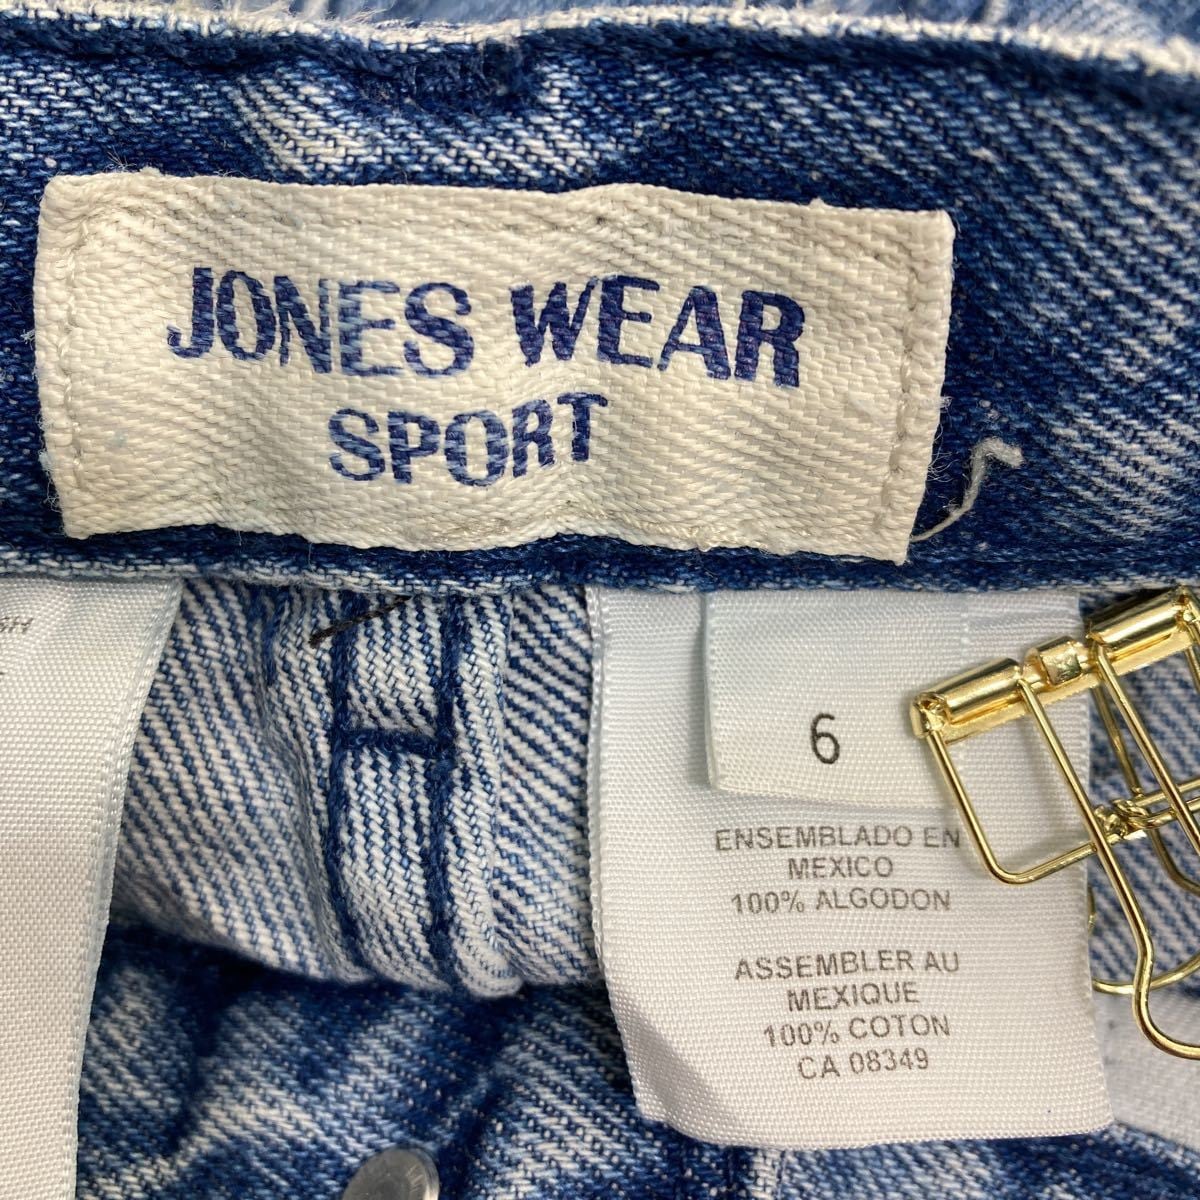 JONES WEAR
SPORT
6
ENSEMBLADO EN
MEXICO
100% ALGODON
ASSEMBLER AU
MEXIQUE
100% COTON
CA 08349